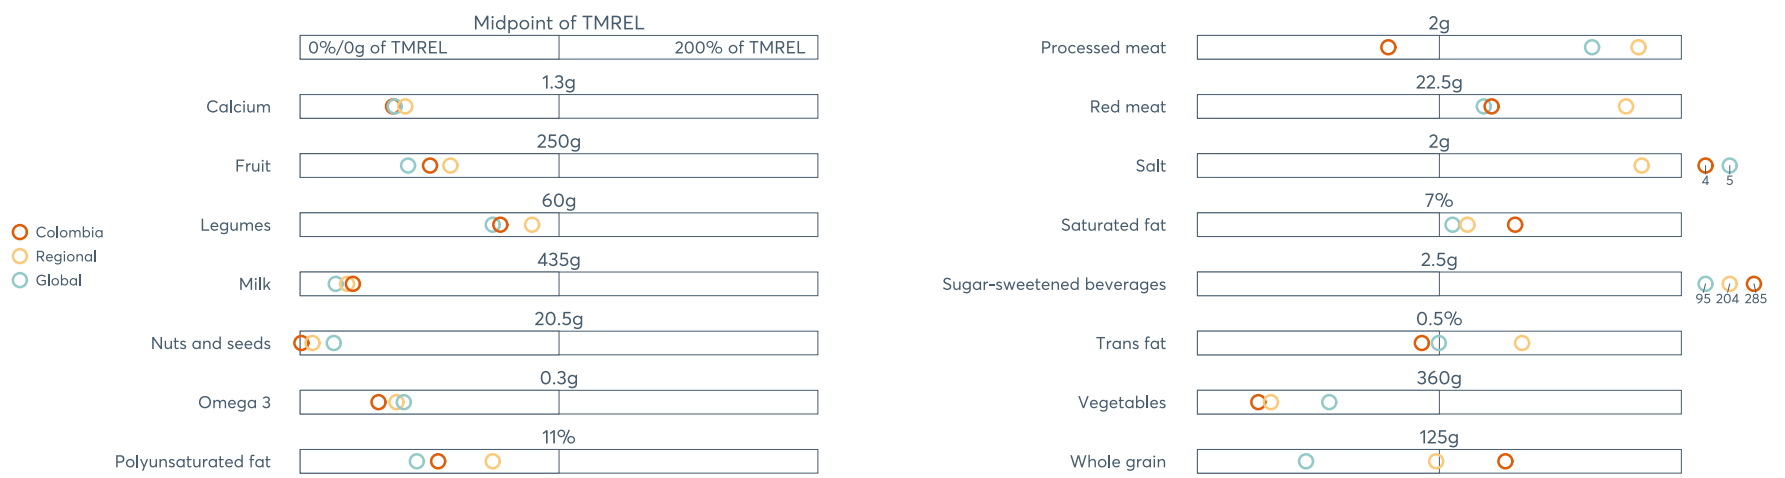 Midpoint of TMREL
0%/0g of TMREL
200% of TMREL
Calcium
1.3g
Fruit
250g
Legumes
60g
Milk
435g
Nuts and seeds
20.5g
Omega 3
0.3g
Polyunsaturated fat
11%
Colombia
Regional
Global
Processed meat
2g
Red meat
22.5g
Salt
2g
4 5
Saturated fat
7%
Sugar-sweetened beverages
2.5g
95 204 285
Trans fat
0.5%
Vegetables
360g
Whole grain
125g